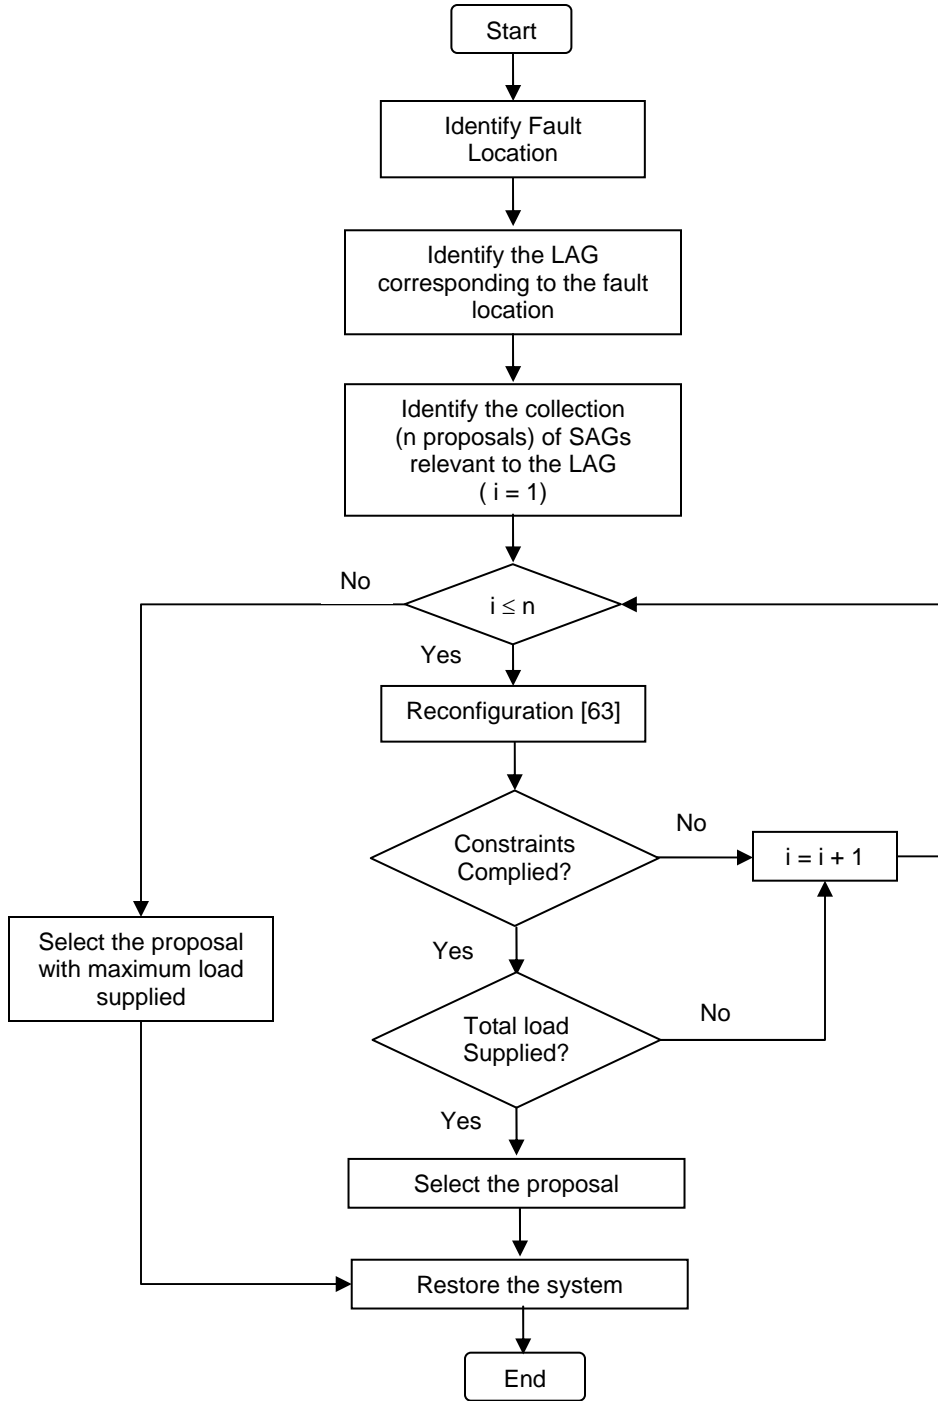 Start
Identify Fault
Location
Identify the LAG
corresponding to the fault
location
Identify the collection
(n proposals) of SAGs
relevant to the LAG
( i = 1)
No
i ≤ n
Yes
Reconfiguration [63]
Constraints
Complied?
No
i = i + 1
Yes
Select the proposal
with maximum load
supplied
Total load
Supplied?
No
Yes
Select the proposal
Restore the system
End